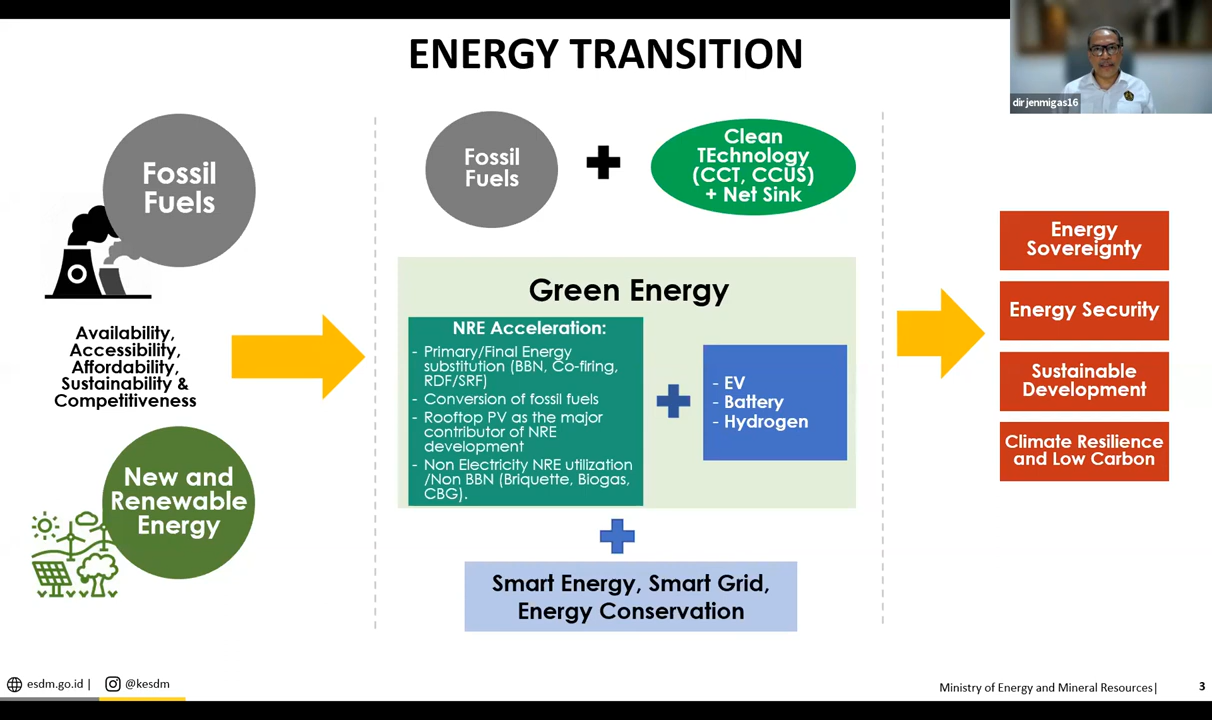 ENERGY TRANSITION
dirjenmigas16
Fossil
Fuels
Availability,
Accessibility,
Affordability,
Sustainability &
Competitiveness
New and
Renewable
Energy
Fossil
Fuels
Clean
TEchnology
(CCT, CCUS)
+ Net Sink
Green Energy
NRE Acceleration:
- Primary/Final Energy
substitution (BBN, Co-firing,
RDF/SRF)
- Conversion of fossil fuels
- Rooftop PV as the major
contributor of NRE
development
- Non Electricity NRE utilization
/Non BBN (Briquette, Biogas,
CBG).
- EV
- Battery
- Hydrogen
Smart Energy, Smart Grid,
Energy Conservation
Energy
Sovereignty
Energy Security
Sustainable
Development
Climate Resilience
and Low Carbon
esdm.go.id | @kesdm
Ministry of Energy and Mineral Resources| 3